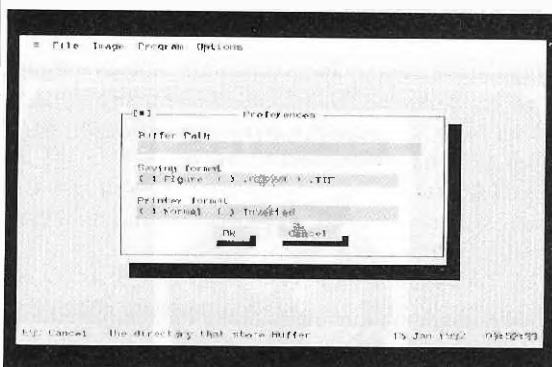 ≡ File Image Program Options
[■] Preferences
Buffer Path
Saving format
( ) Figure ( ) .TIF
Printer format
( ) Normal ( ) Inverted
Ok Cancel
Cancel The directory that store Buffer 15 Jan 1992